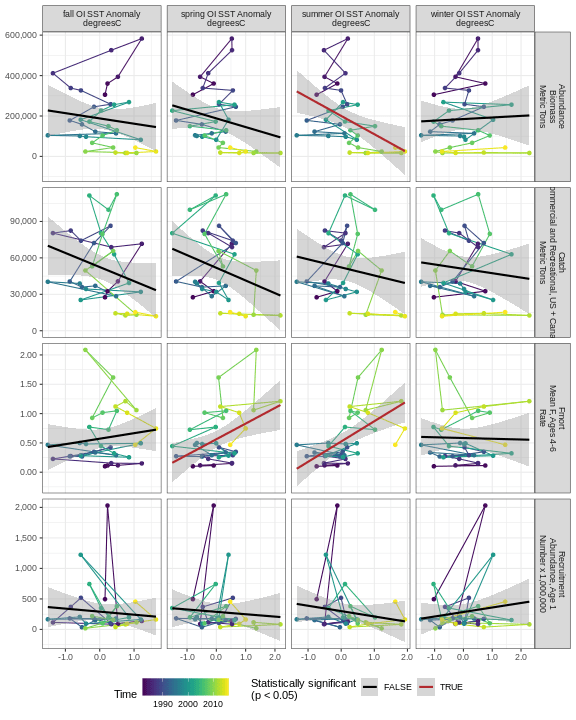 fall OI SST Anomaly
degreesC
spring OI SST Anomaly
degreesC
summer OI SST Anomaly
degreesC
winter OI SST Anomaly
degreesC
600,000
400,000
200,000
0
Abundance
Biomass
Metric Tons
90,000
60,000
30,000
0
Catch
ommercial and Recreational, US + Cana
Metric Tons
2.00
1.50
1.00
0.50
0.00
Fmort
Mean F, Ages 4-6
Rate
2,000
1,500
1,000
500
0
Recruitment
Abundance, Age 1
Number x 1,000,000
-1.0 0.0 1.0
-1.0 0.0 1.0 2.0
-1.0 0.0 1.0 2.0
-1.0 0.0 1.0 2.0
Time
1990 2000 2010
Statistically significant
(p < 0.05)
FALSE
TRUE